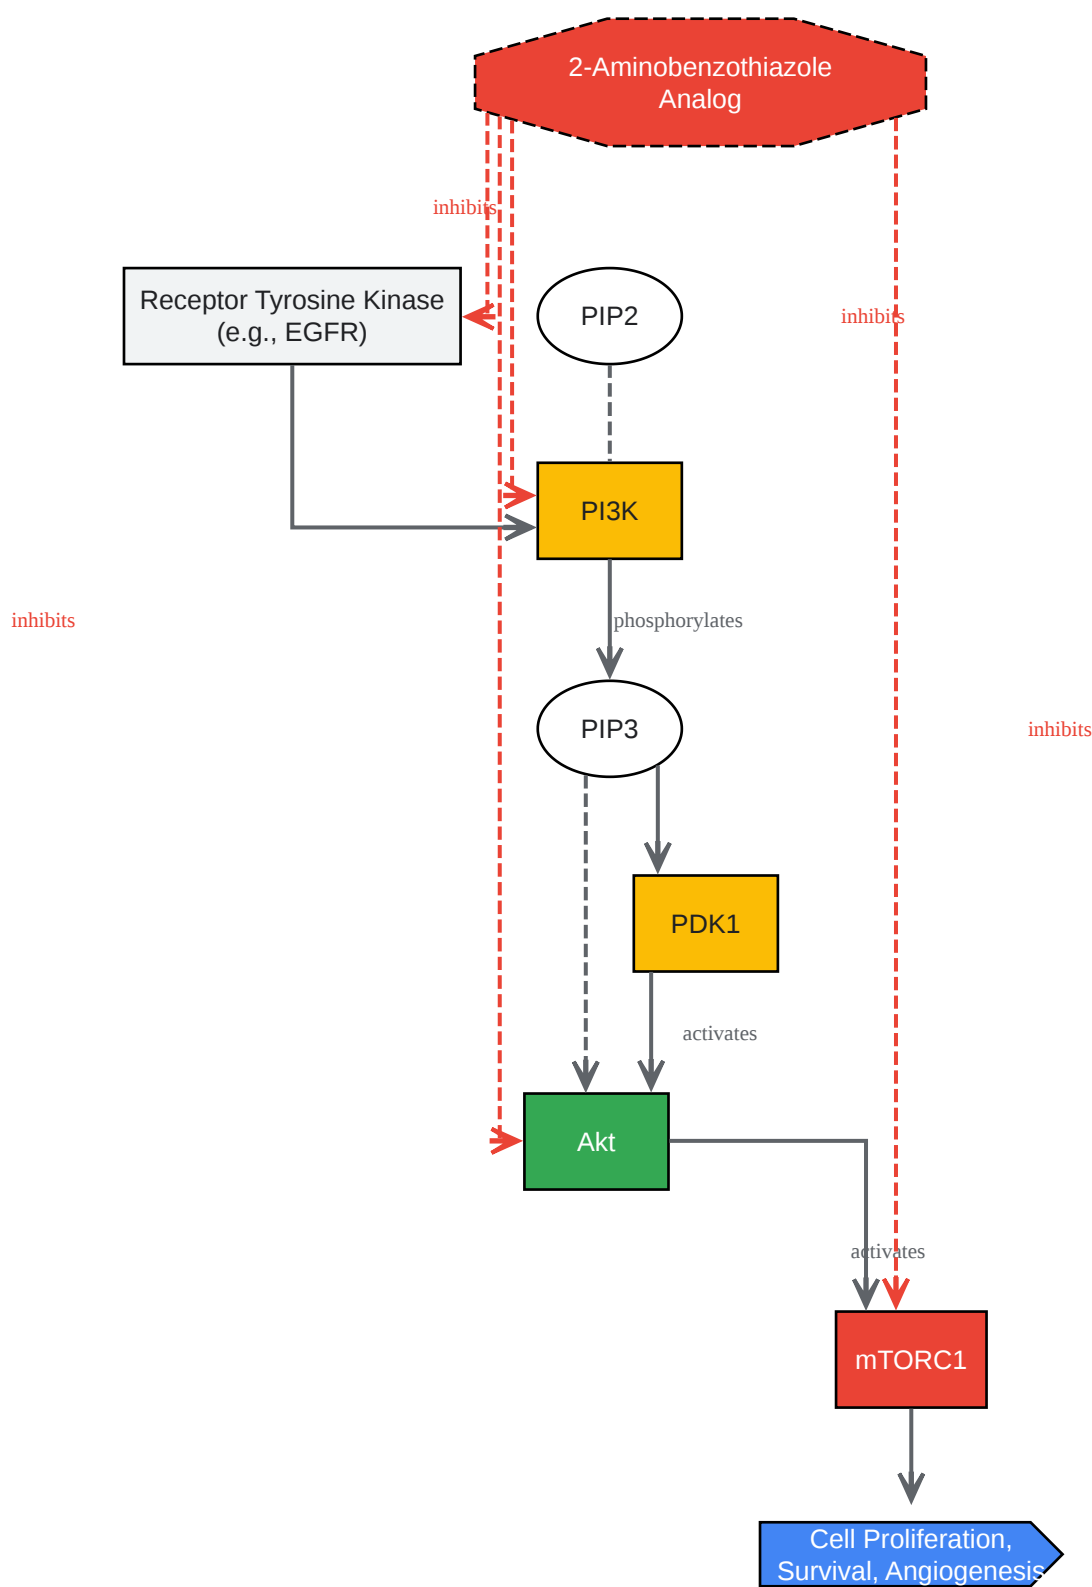 2-Aminobenzothiazole
Analog
inhibits
Receptor Tyrosine Kinase
(e.g., EGFR)
PIP2
inhibits
PI3K
inhibits
phosphorylates
PIP3
inhibits
PDK1
activates
Akt
activates
mTORC1
Cell Proliferation,
Survival, Angiogenesis